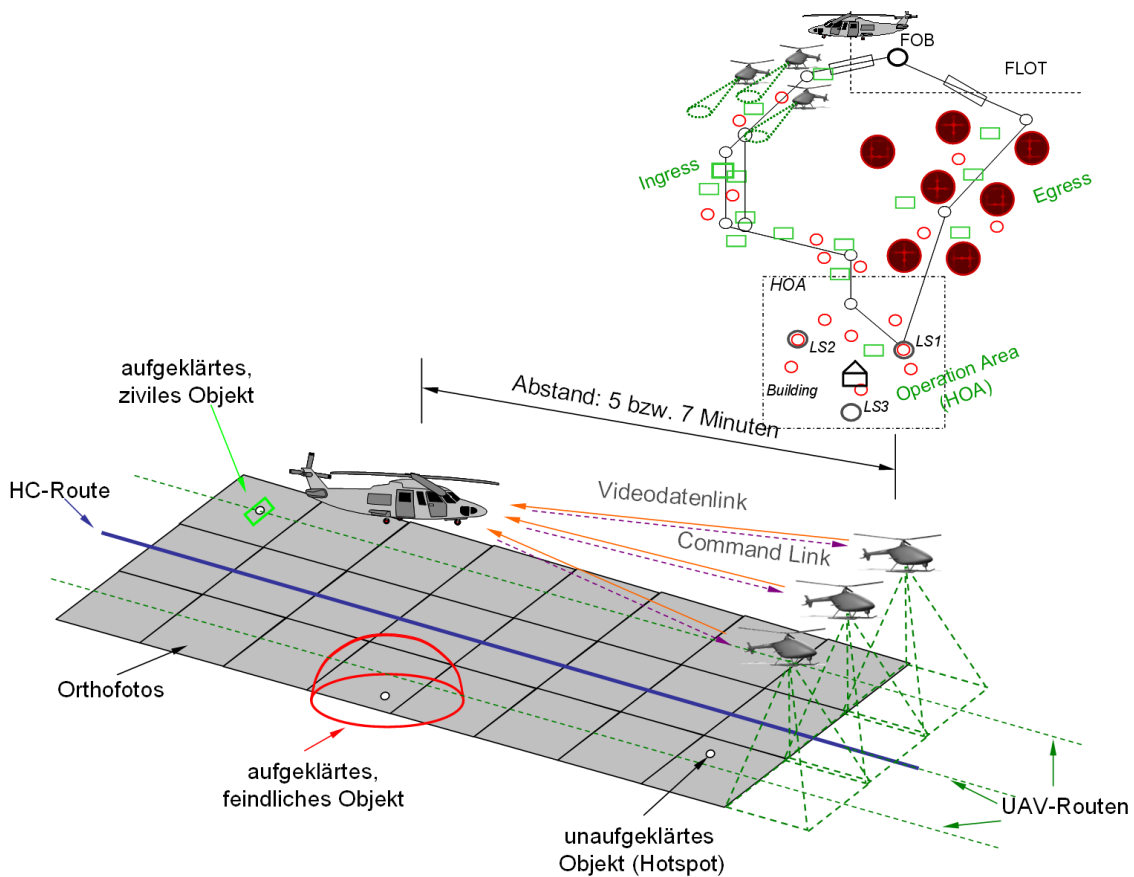 FOB
FLOT
Ingress
Egress
HOA
LS2
LS1
Building
LS3
Operation Area
(HOA)
aufgeklärtes,
ziviles Objekt
Abstand: 5 bzw. 7 Minuten
HC-Route
Videodatenlink
Command Link
Orthofotos
aufgeklärtes,
feindliches Objekt
unaufgeklärtes
Objekt (Hotspot)
UAV-Routen